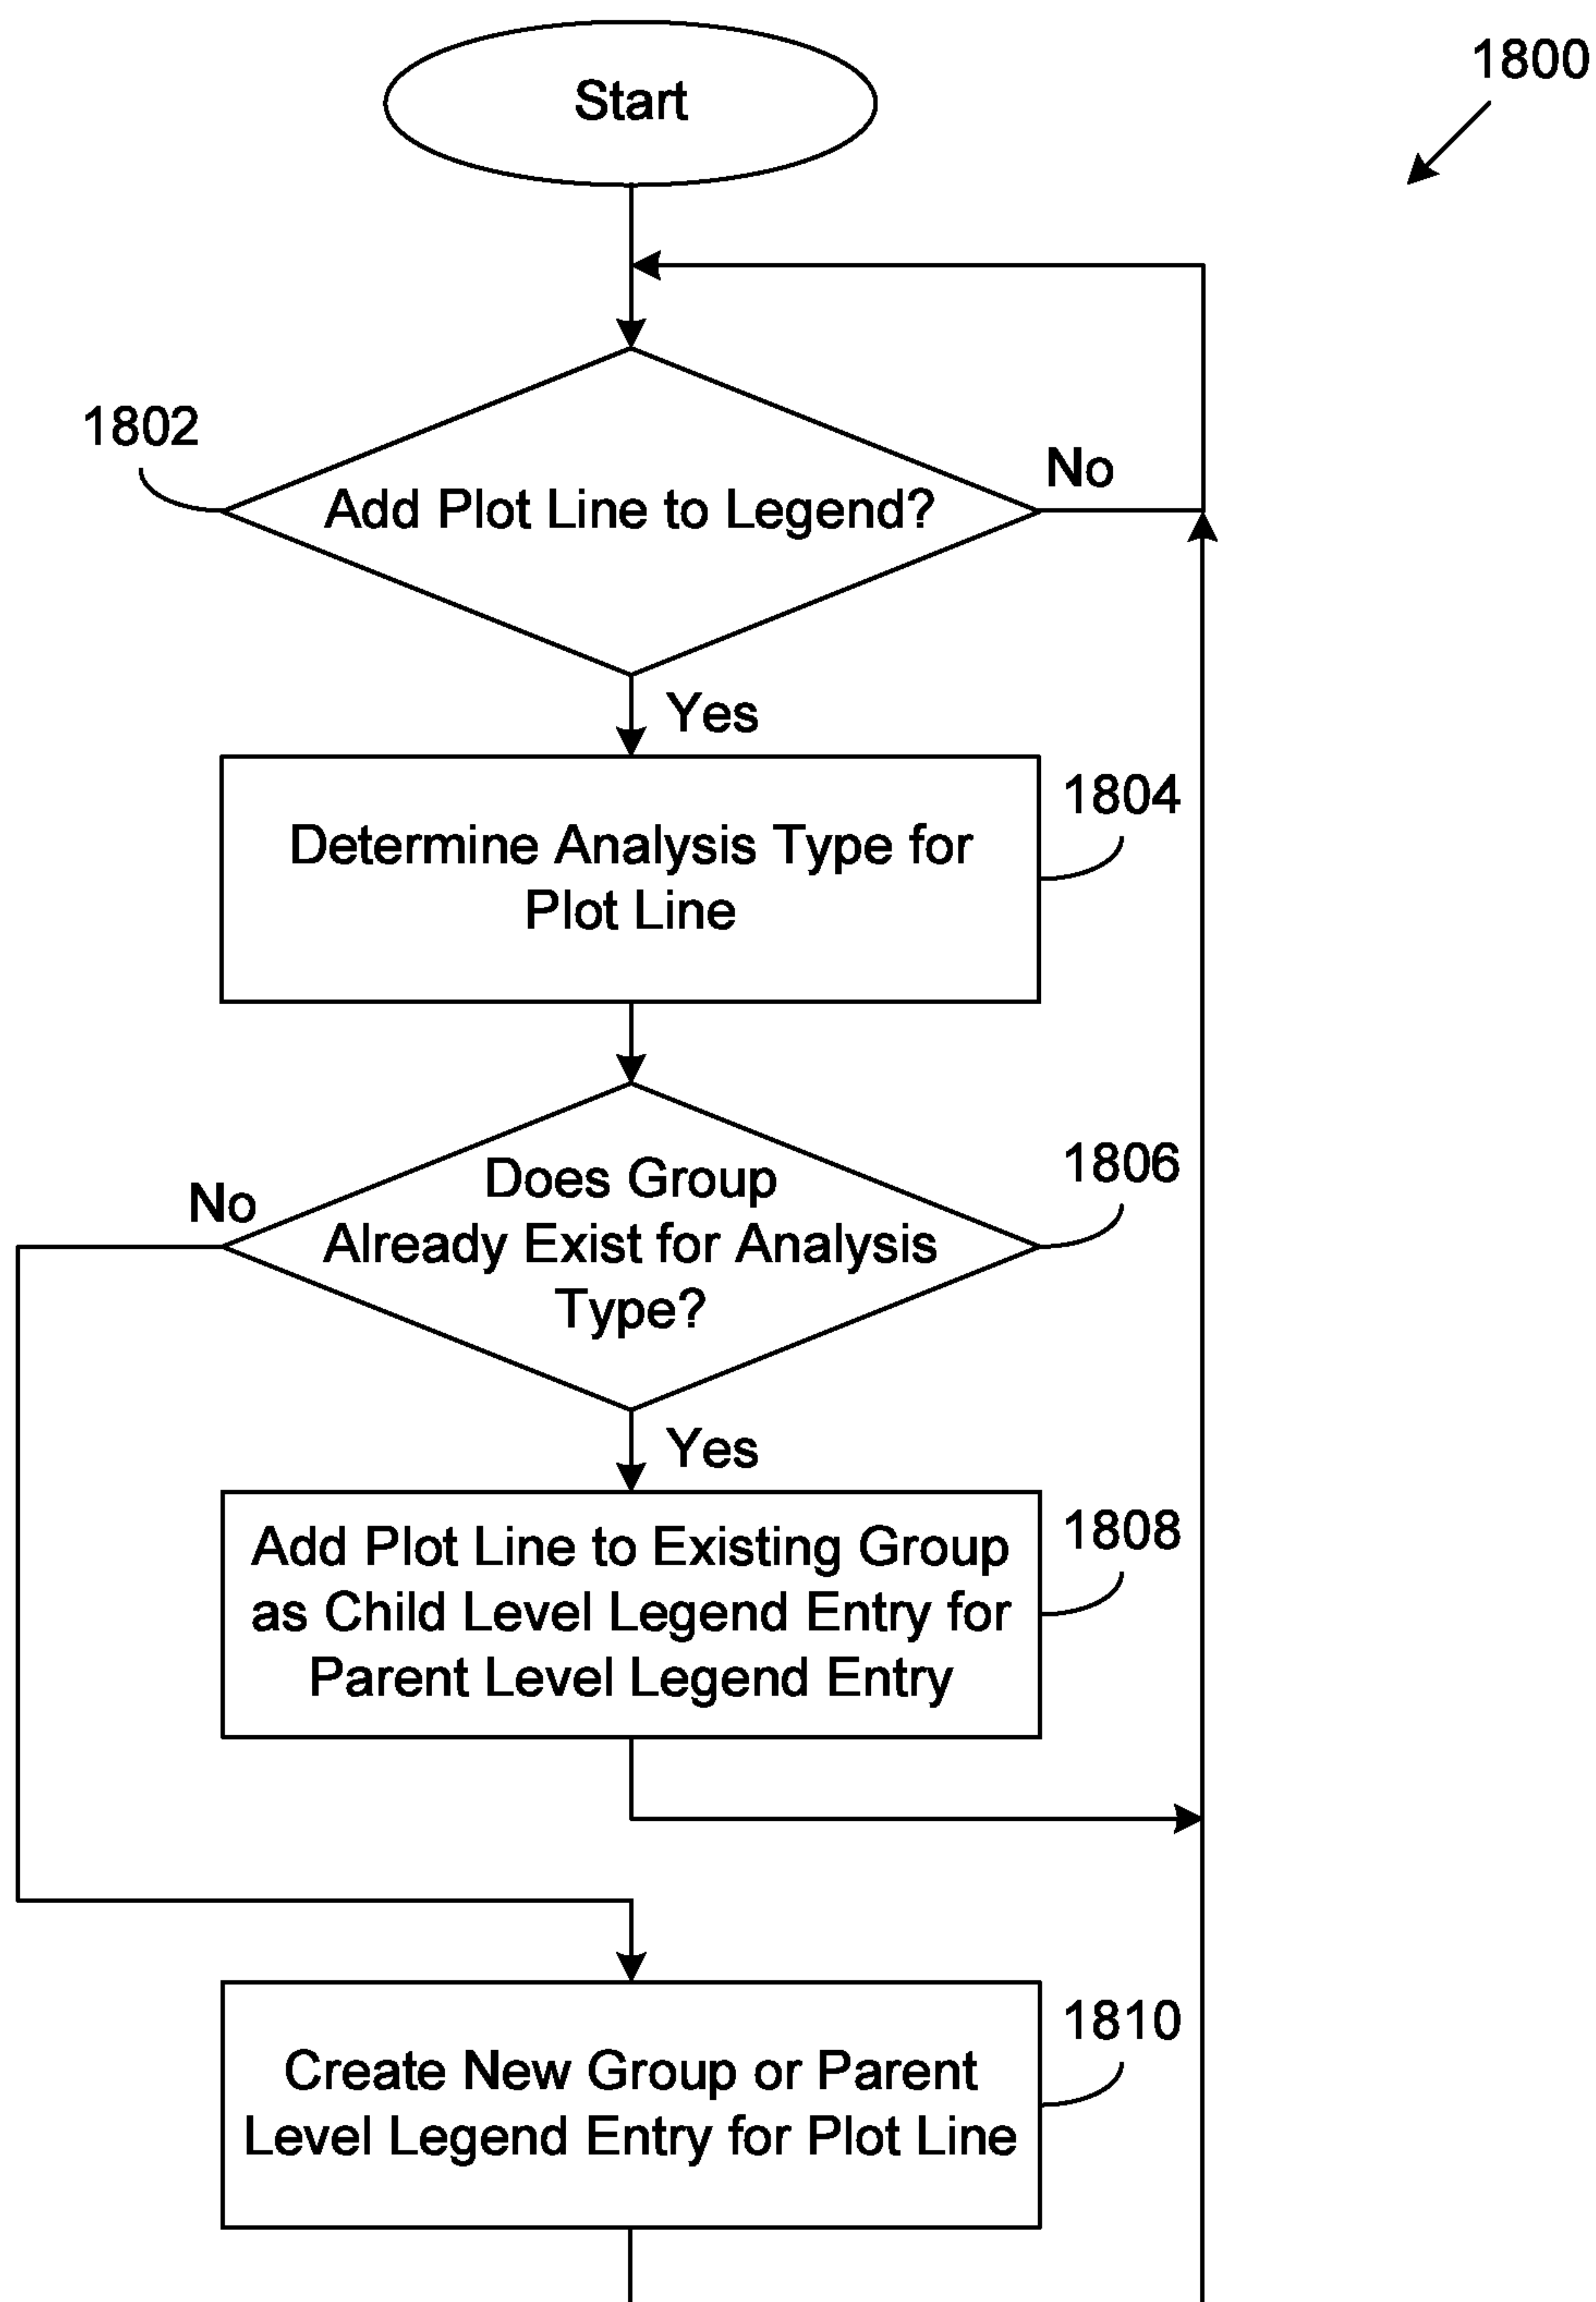 Start
1800
1802
Add Plot Line to Legend?
No
Yes
1804
Determine Analysis Type for
Plot Line
1806
No
Does Group
Already Exist for Analysis
Type?
Yes
1808
Add Plot Line to Existing Group
as Child Level Legend Entry for
Parent Level Legend Entry
1810
Create New Group or Parent
Level Legend Entry for Plot Line